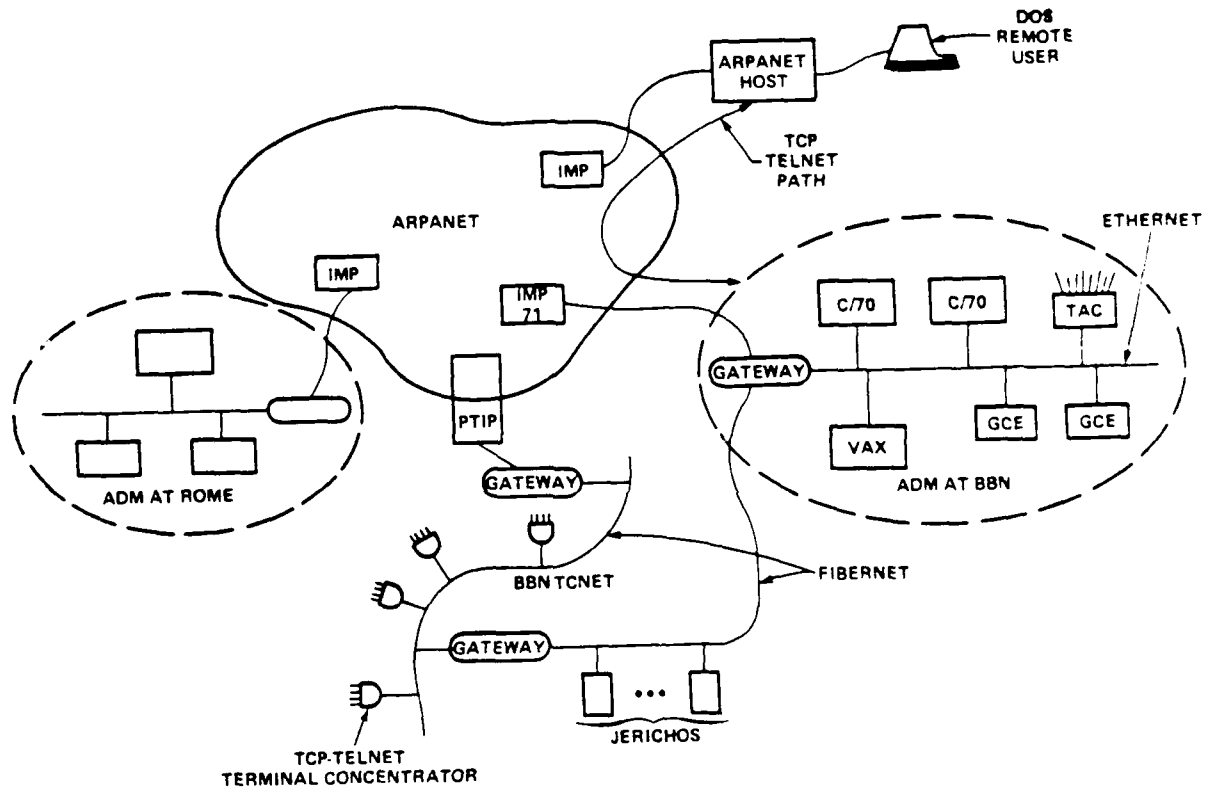 DOS
REMOTE
USER
ARPANET
HOST
TCP
TELNET
PATH
IMP
ARPANET
ETHERNET
IMP
IMP
71
C/70
C/70
TAC
GATEWAY
PTIP
GCE
GCE
VAX
ADM AT ROME
GATEWAY
ADM AT BBN
BBN TCNET
FIBERNET
GATEWAY
JERICHOS
TCP-TELNET
TERMINAL CONCENTRATOR